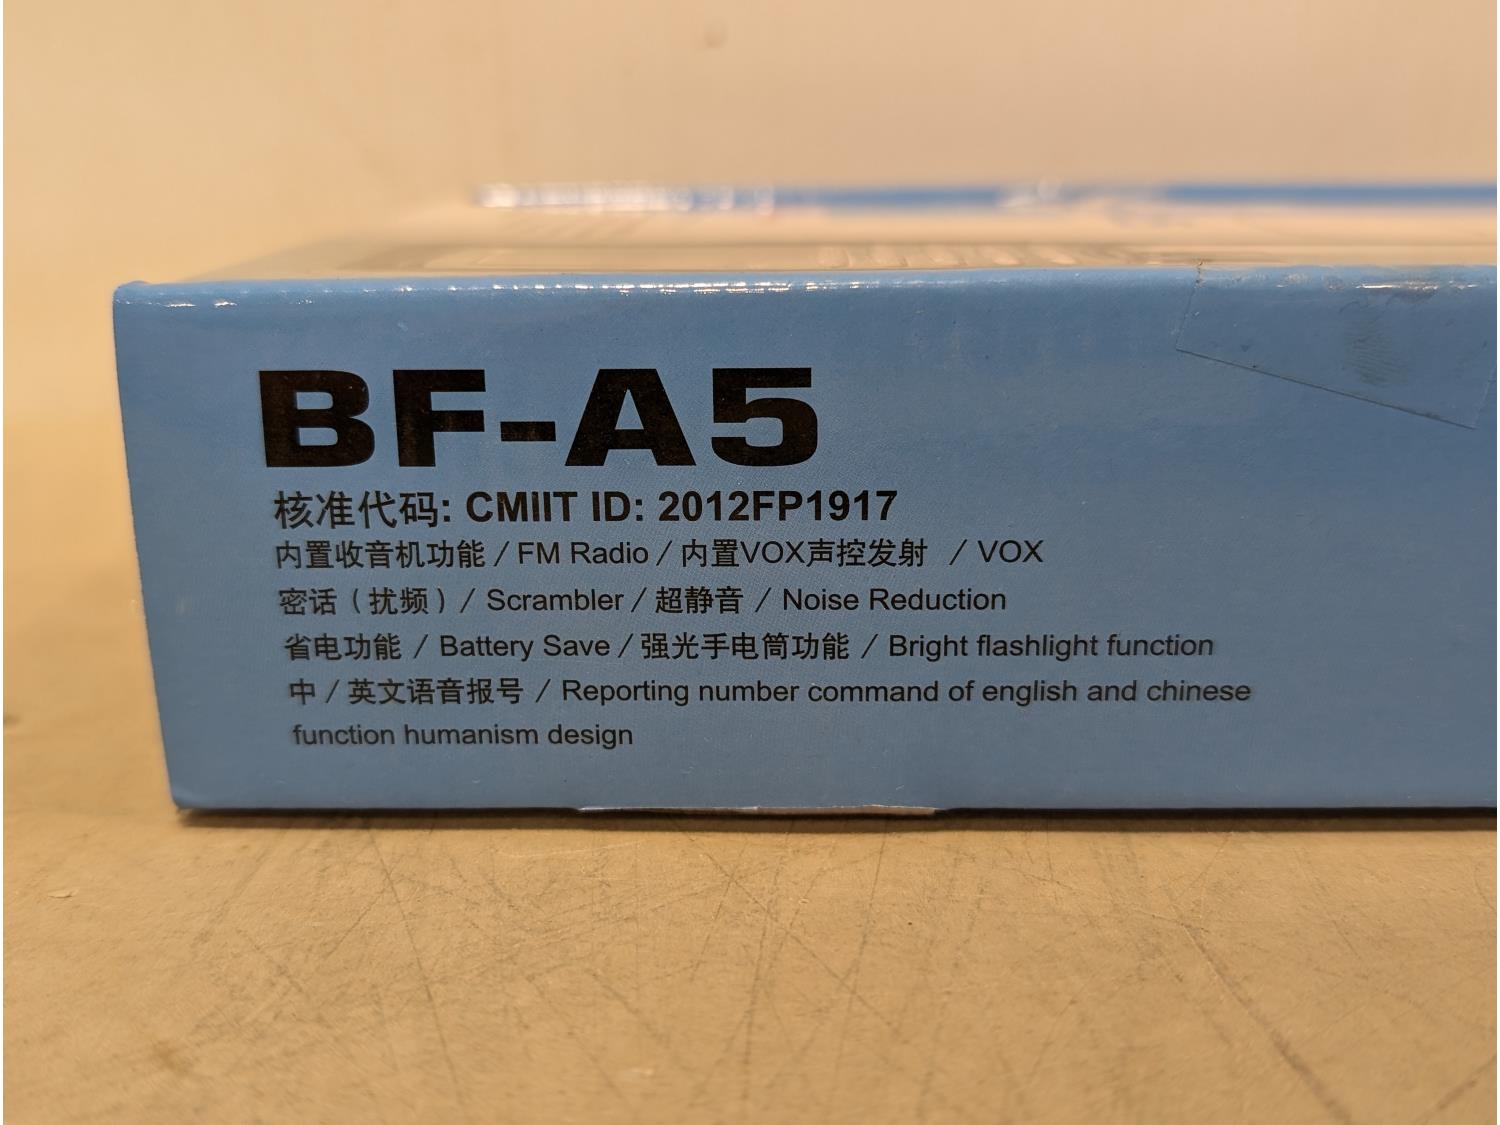 BF-A5
核准代码: CMIIT ID: 2012FP1917
内置收音机功能 / FM Radio / 内置VOX声控发射 / VOX
密话（扰频）/ Scrambler / 超静音 / Noise Reduction
省电功能 / Battery Save / 强光手电筒功能 / Bright flashlight function
中 / 英文语音报号 / Reporting number command of english and chinese
function humanism design